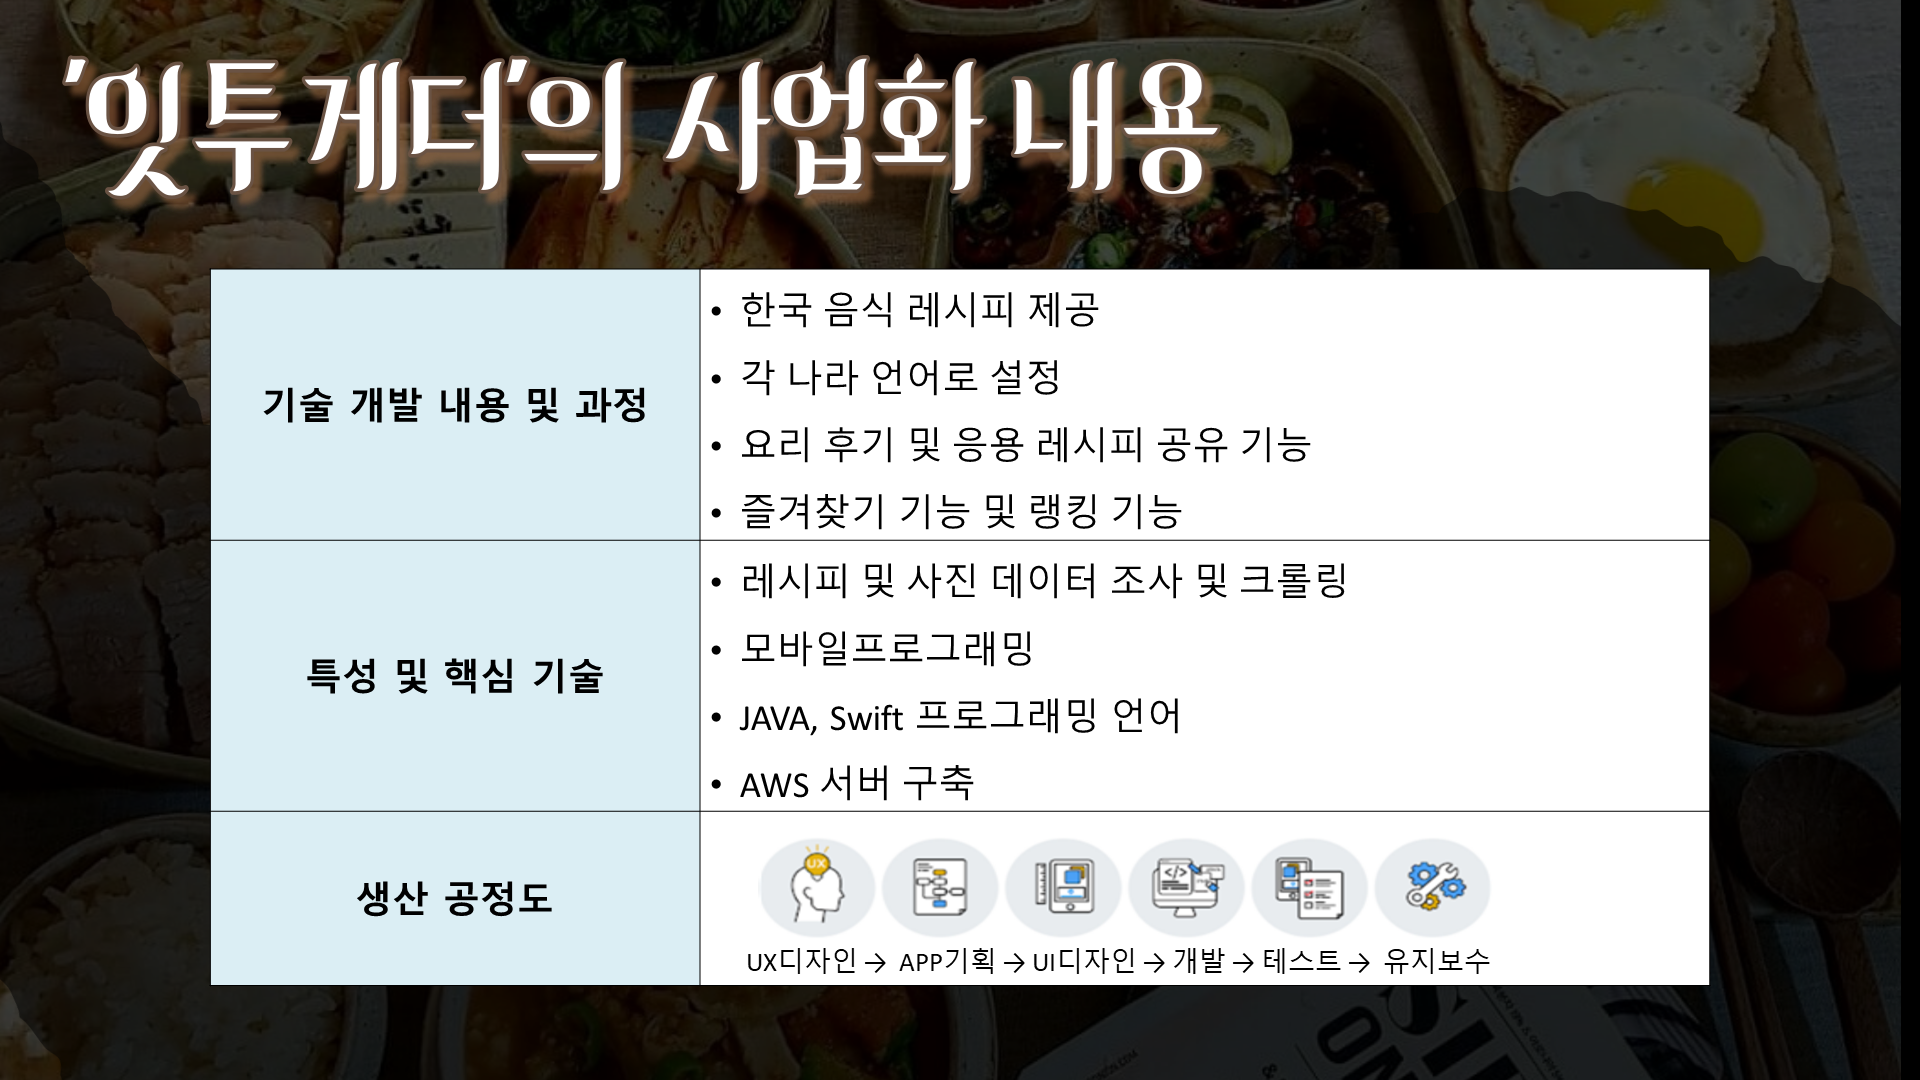 '잇투게더'의 사업화 내용
기술 개발 내용 및 과정
• 한국 음식 레시피 제공
• 각 나라 언어로 설정
• 요리 후기 및 응용 레시피 공유 기능
• 즐겨찾기 기능 및 랭킹 기능
특성 및 핵심 기술
• 레시피 및 사진 데이터 조사 및 크롤링
• 모바일프로그래밍
• JAVA, Swift 프로그래밍 언어
• AWS 서버 구축
생산 공정도
UX
</>
UX디자인 → APP기획 → UI디자인 → 개발 → 테스트 → 유지보수